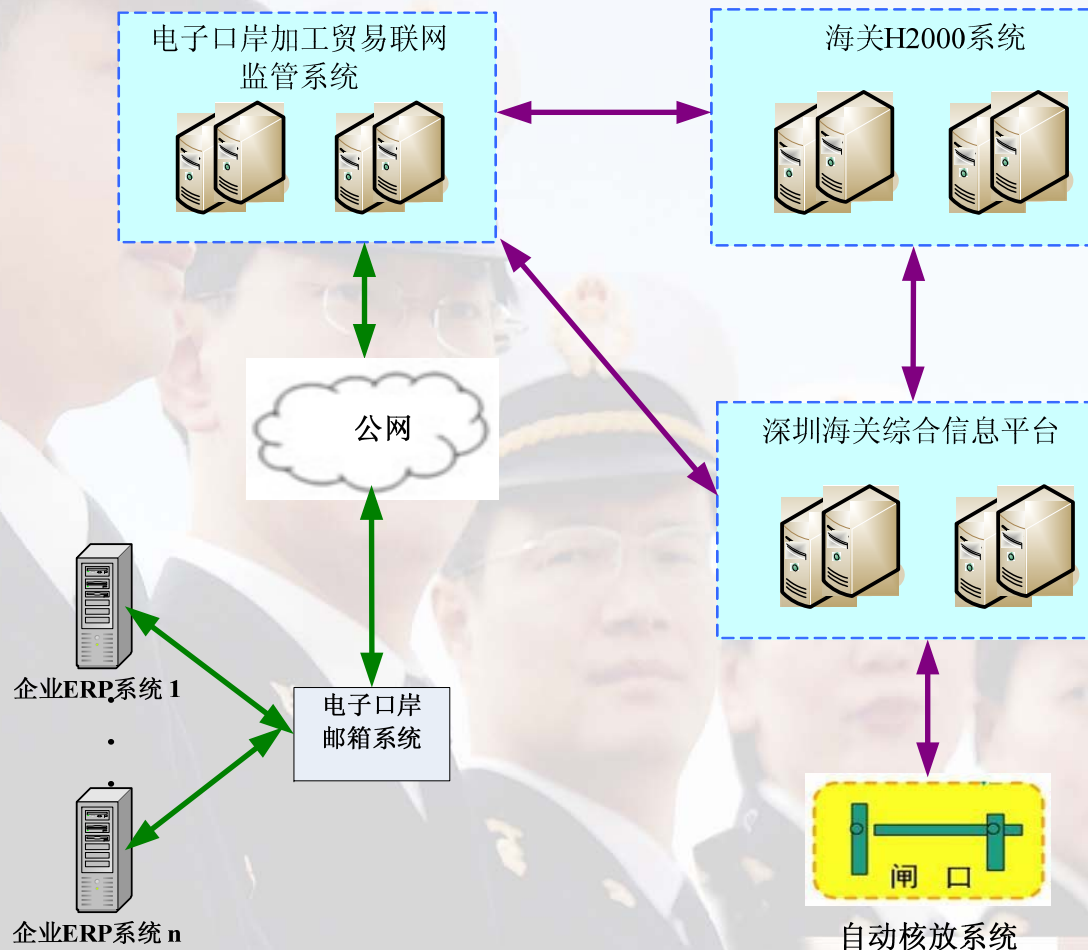 电子口岸加工贸易联网
监管系统
海关H2000系统
公网
深圳海关综合信息平台
企业ERP系统 1
电子口岸
邮箱系统
闸 口
企业ERP系统 n
自动核放系统